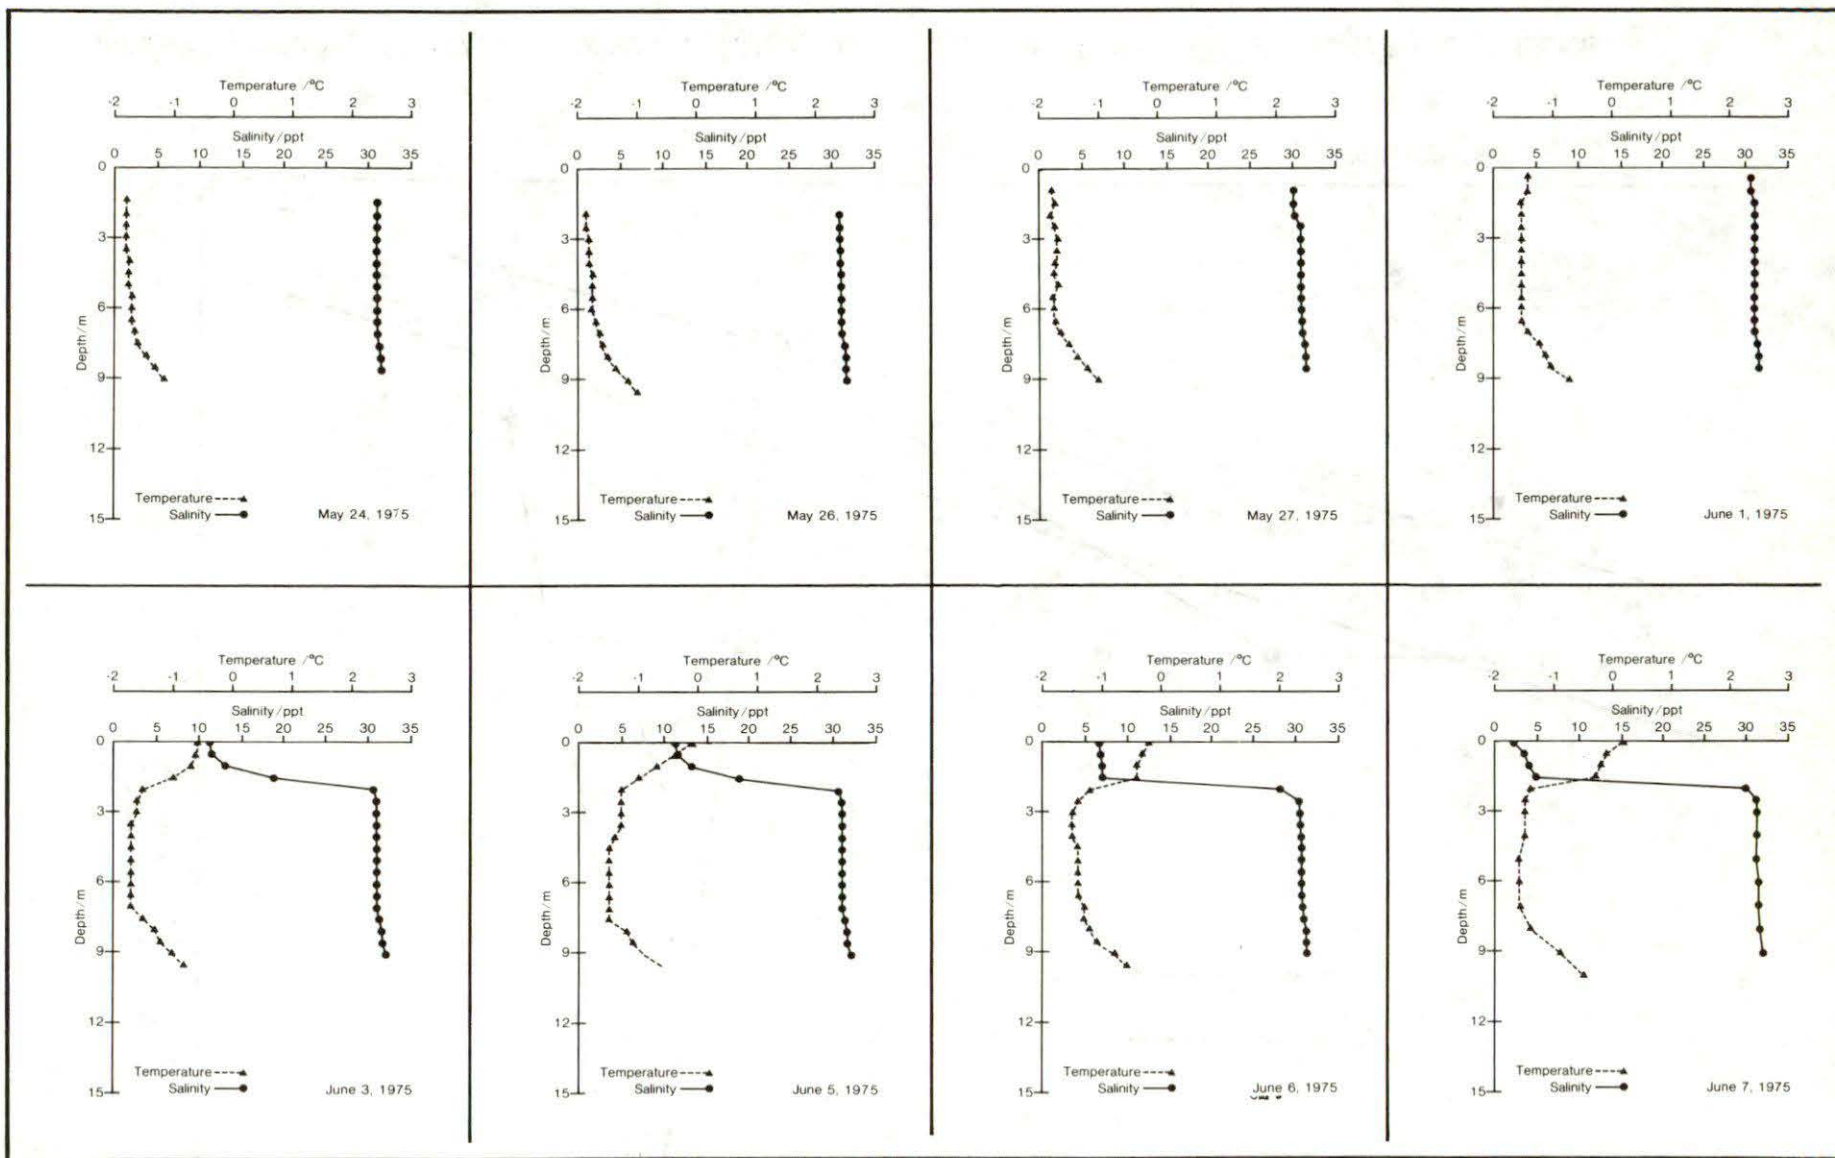 Temperature /°C
-2 -1 0 1 2 3
Salinity/ppt
0 5 10 15 20 25 30 35
0
3
6
9
12
15
Depth/m
Temperature
Salinity
May 24, 1975
Temperature /°C
-2 -1 0 1 2 3
Salinity/ppt
0 5 10 15 20 25 30 35
0
3
6
9
12
15
Depth/m
Temperature
Salinity
May 26, 1975
Temperature /°C
-2 -1 0 1 2 3
Salinity/ppt
0 5 10 15 20 25 30 35
0
3
6
9
12
15
Depth/m
Temperature
Salinity
May 27, 1975
Temperature /°C
-2 -1 0 1 2 3
Salinity/ppt
0 5 10 15 20 25 30 35
0
3
6
9
12
15
Depth/m
Temperature
Salinity
June 1, 1975
Temperature /°C
-2 -1 0 1 2 3
Salinity/ppt
0 5 10 15 20 25 30 35
0
3
6
9
12
15
Depth/m
Temperature
Salinity
June 3, 1975
Temperature /°C
-2 -1 0 1 2 3
Salinity/ppt
0 5 10 15 20 25 30 35
0
3
6
9
12
15
Depth/m
Temperature
Salinity
June 5, 1975
Temperature /°C
-2 -1 0 1 2 3
Salinity/ppt
0 5 10 15 20 25 30 35
0
3
6
9
12
15
Depth/m
Temperature
Salinity
June 6, 1975
Temperature /°C
-2 -1 0 1 2 3
Salinity/ppt
0 5 10 15 20 25 30 35
0
3
6
9
12
15
Depth/m
Temperature
Salinity
June 7, 1975